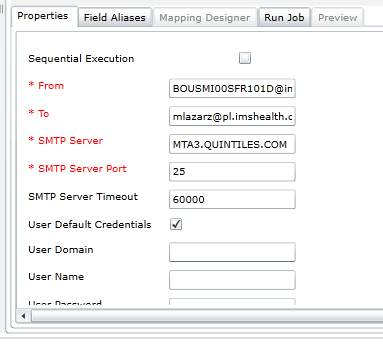 Properties Field Aliases Mapping Designer Run Job Preview
Sequential Execution
* From BOUSMI00SFR101D@in
* To mlazarz@pl.imshealth.c
* SMTP Server MTA3.QUINTILES.COM
* SMTP Server Port 25
SMTP Server Timeout 60000
User Default Credentials
User Domain
User Name
User Password